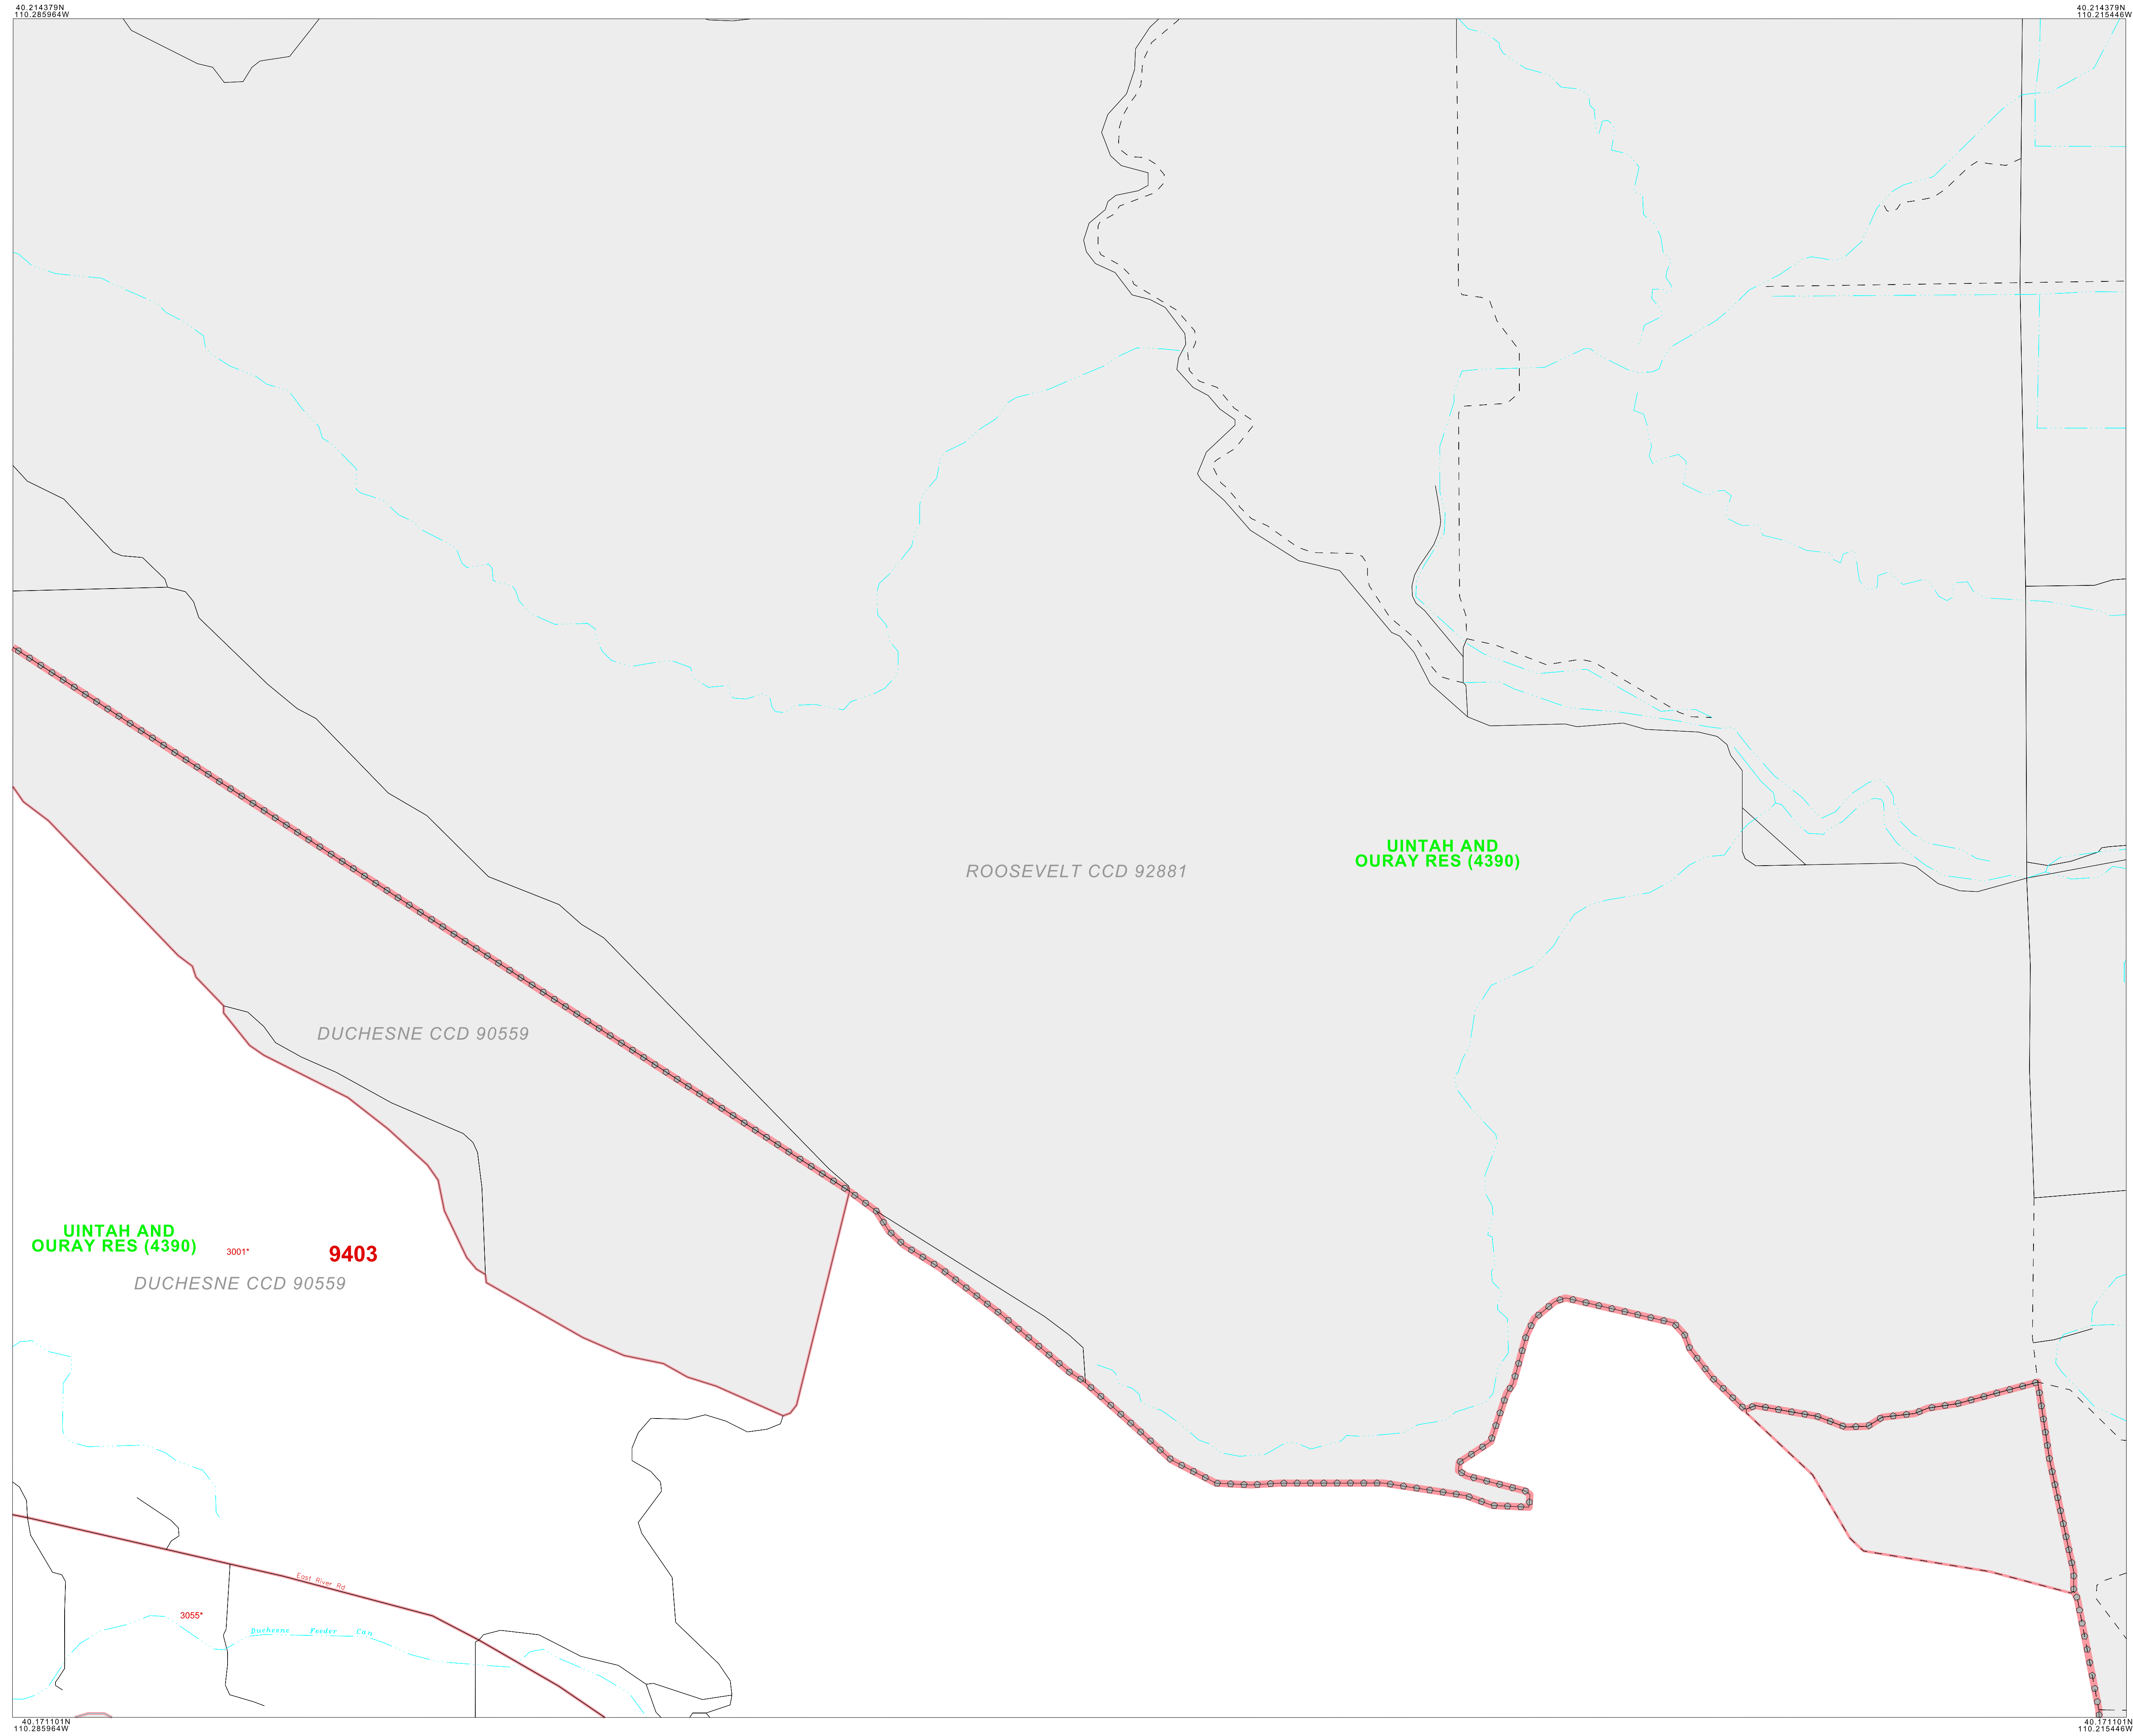 40.214379N
110.285964W
40.214379N
110.215446W
UINTAH AND
OURAY RES (4390)
ROOSEVELT CCD 92881
DUCHESNE CCD 90559
UINTAH AND
OURAY RES (4390)
3001*
9403
DUCHESNE CCD 90559
East River Rd
3055*
Duchesne Feeder Can
40.171101N
110.285964W
40.171101N
110.215446W